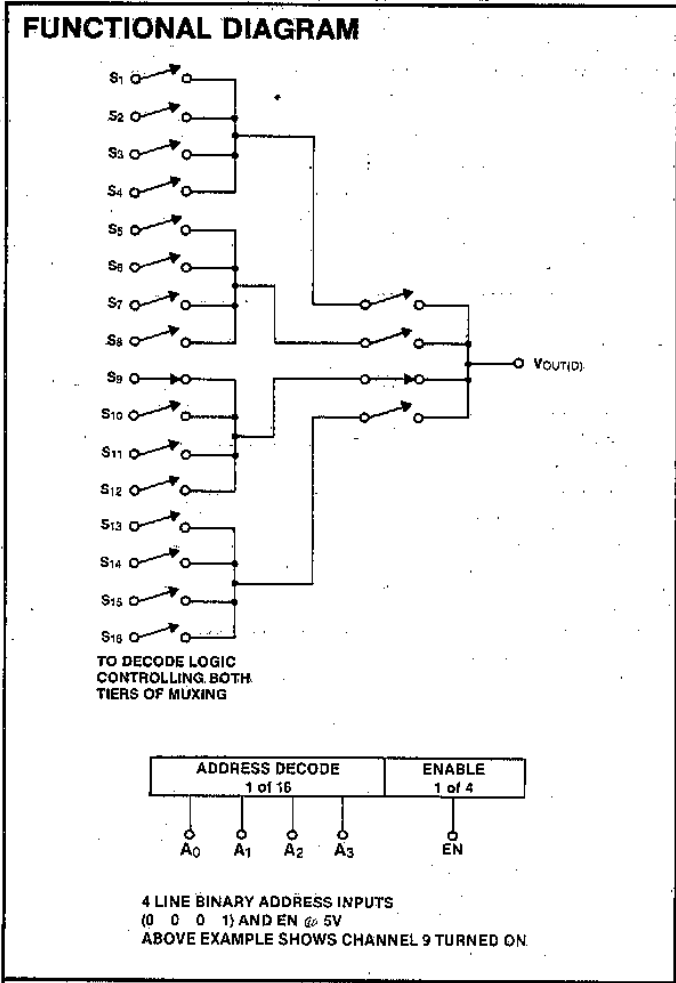 FUNCTIONAL DIAGRAM
S1
S2
S3
S4
S5
S6
S7
S8
S9
S10
S11
S12
S13
S14
S15
S16
VOUT(D)
TO DECODE LOGIC
CONTROLLING BOTH
TIERS OF MUXING
ADDRESS DECODE
1 of 16
ENABLE
1 of 4
A0
A1
A2
A3
EN
4 LINE BINARY ADDRESS INPUTS
(0 0 0 1) AND EN @ 5V
ABOVE EXAMPLE SHOWS CHANNEL 9 TURNED ON.